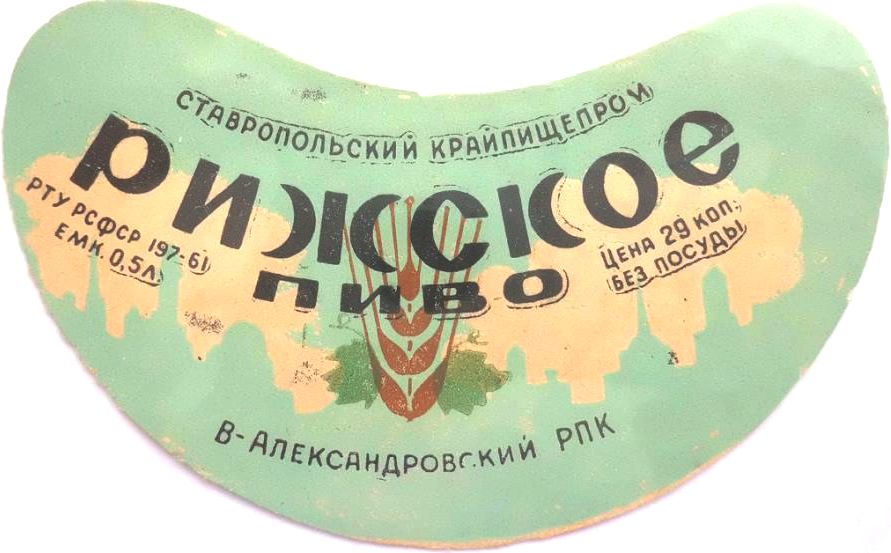 СТАВРОПОЛЬСКИЙ КРАЙПИЩЕПРОМ
РИЖСКОЕ
ПИВО
РТУ РСФСР 197-61
ЕМК. 0,5Л
ЦЕНА 29 КОП.
БЕЗ ПОСУДЫ
В-АЛЕКСАНДРОВСКИЙ РПК